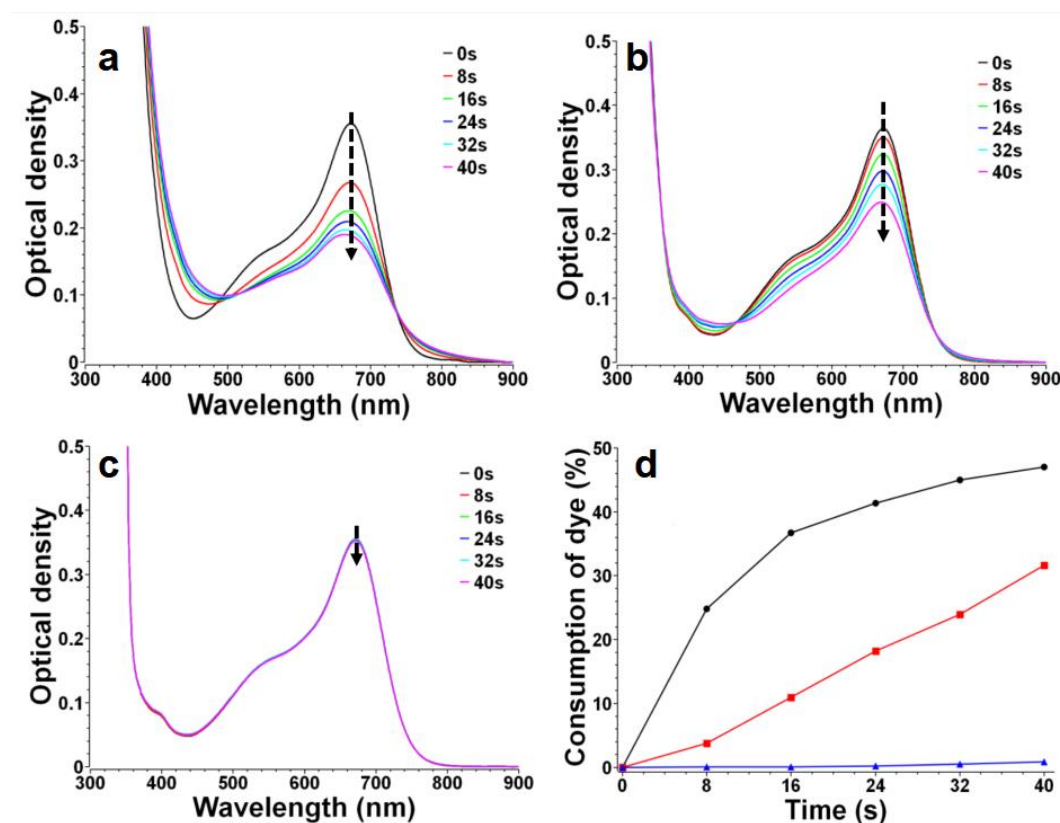 a
0s
8s
16s
24s
32s
40s
0.5
0.4
0.3
0.2
0.1
0
Optical density
300 400 500 600 700 800 900
Wavelength (nm)
b
0s
8s
16s
24s
32s
40s
0.5
0.4
0.3
0.2
0.1
0
Optical density
300 400 500 600 700 800 900
Wavelength (nm)
c
0s
8s
16s
24s
32s
40s
0.5
0.4
0.3
0.2
0.1
0
Optical density
300 400 500 600 700 800 900
Wavelength (nm)
d
50
40
30
20
10
0
Consumption of dye (%)
0 8 16 24 32 40
Time (s)